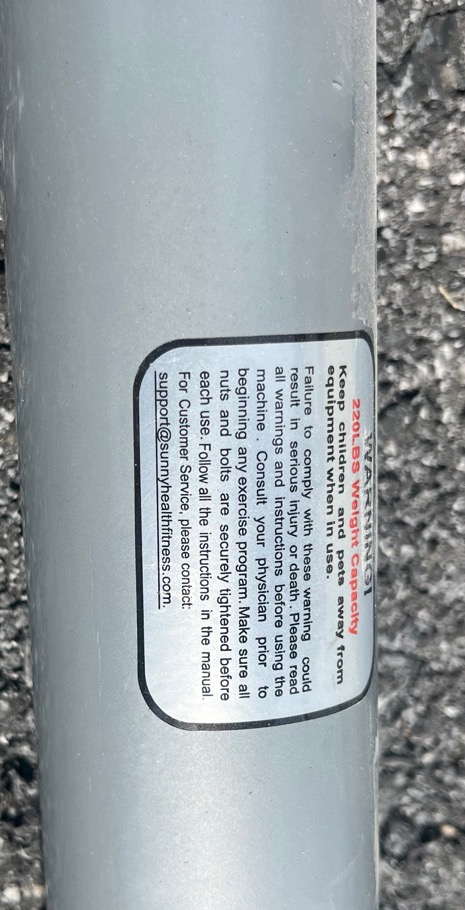 WARNING!
220LBS Weight Capacity
Keep children and pets away from
equipment when in use.
Failure to comply with these warning could
result in serious injury or death. Please read
all warnings and instructions before using the
machine . Consult your physician prior to
beginning any exercise program. Make sure all
nuts and bolts are securely tightened before
each use. Follow all the instructions in the manual.
For Customer Service, please contact:
support@sunnyhealthfitness.com.